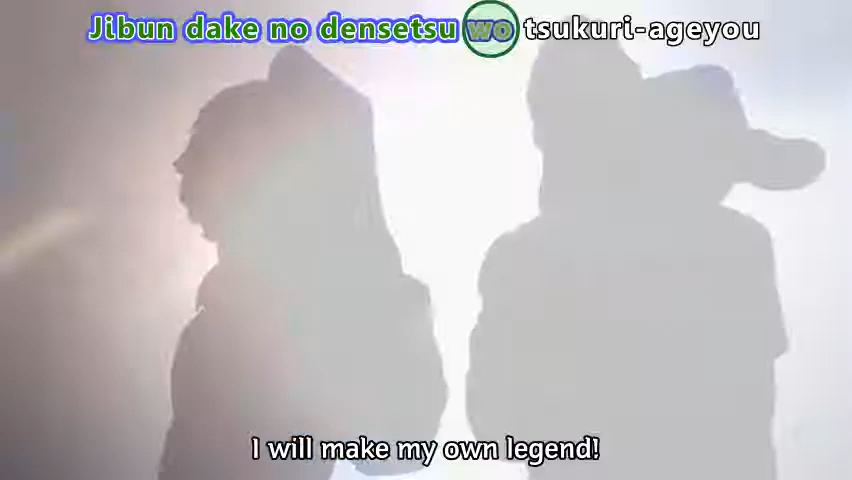 Jibun dake no densetsu wo tsukuri-ageyou
I will make my own legend!